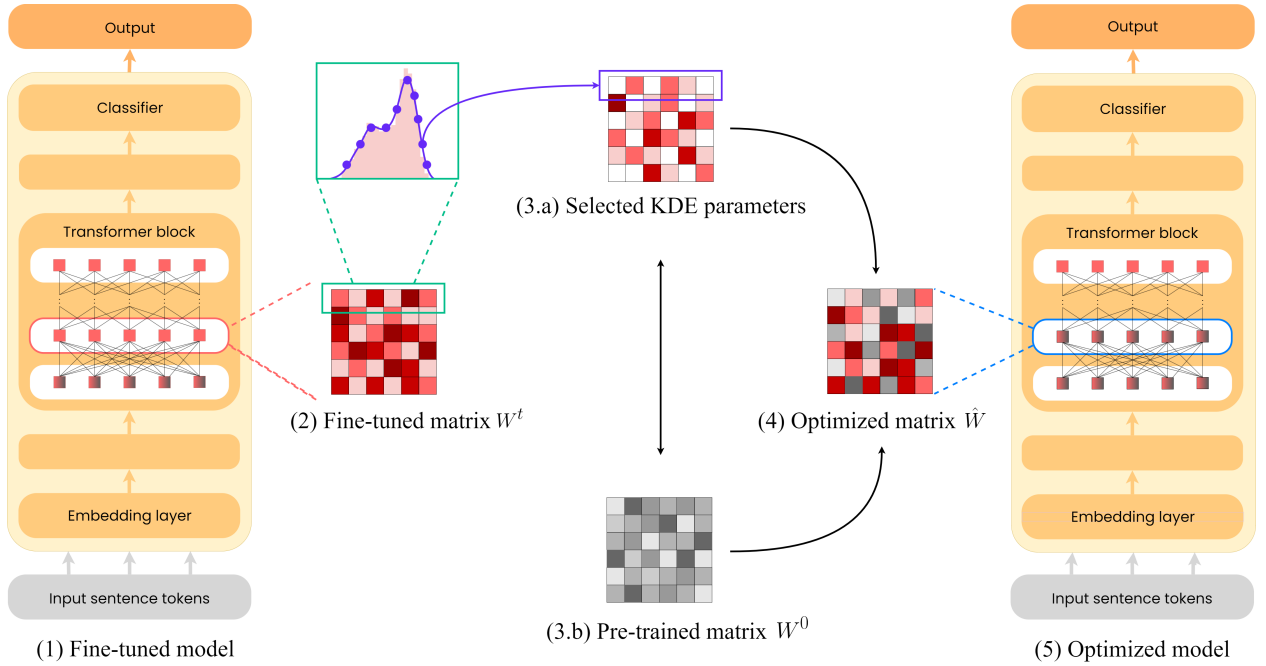 Output
Classifier
Transformer block
Embedding layer
Input sentence tokens
(1) Fine-tuned model
(2) Fine-tuned matrix Wᵗ
(3.a) Selected KDE parameters
(3.b) Pre-trained matrix W⁰
(4) Optimized matrix Ŵ
Output
Classifier
Transformer block
Embedding layer
Input sentence tokens
(5) Optimized model